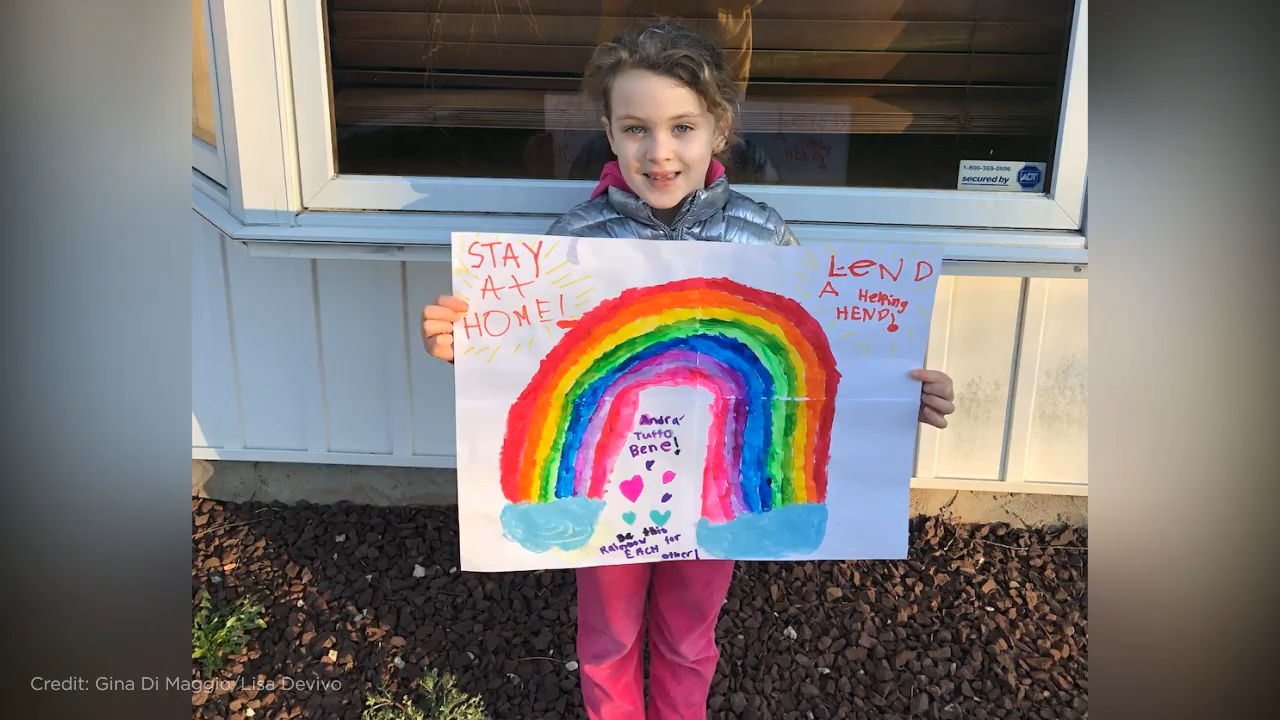 STAY
At
HOME!
LeND
A Helping
HEND!
Andra
Tutto
Bene!
Be this
Rainbow for
EACH other!
1-800-369-0996
secured by ADT
Credit: Gina Di Maggio/Lisa Devivo